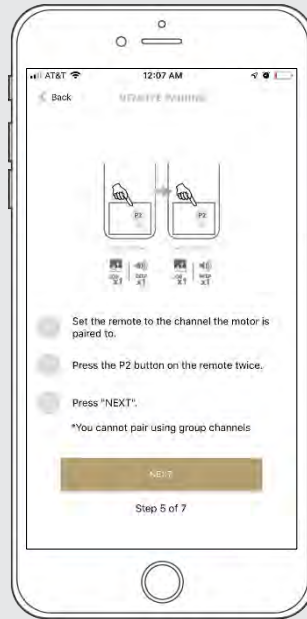 AT&T 12:07 AM
Back REMOTE PAIRING
P2 P2
x1 x1 x1 x1
Set the remote to the channel the motor is
paired to.
Press the P2 button on the remote twice.
Press "NEXT".
*You cannot pair using group channels
NEXT
Step 5 of 7